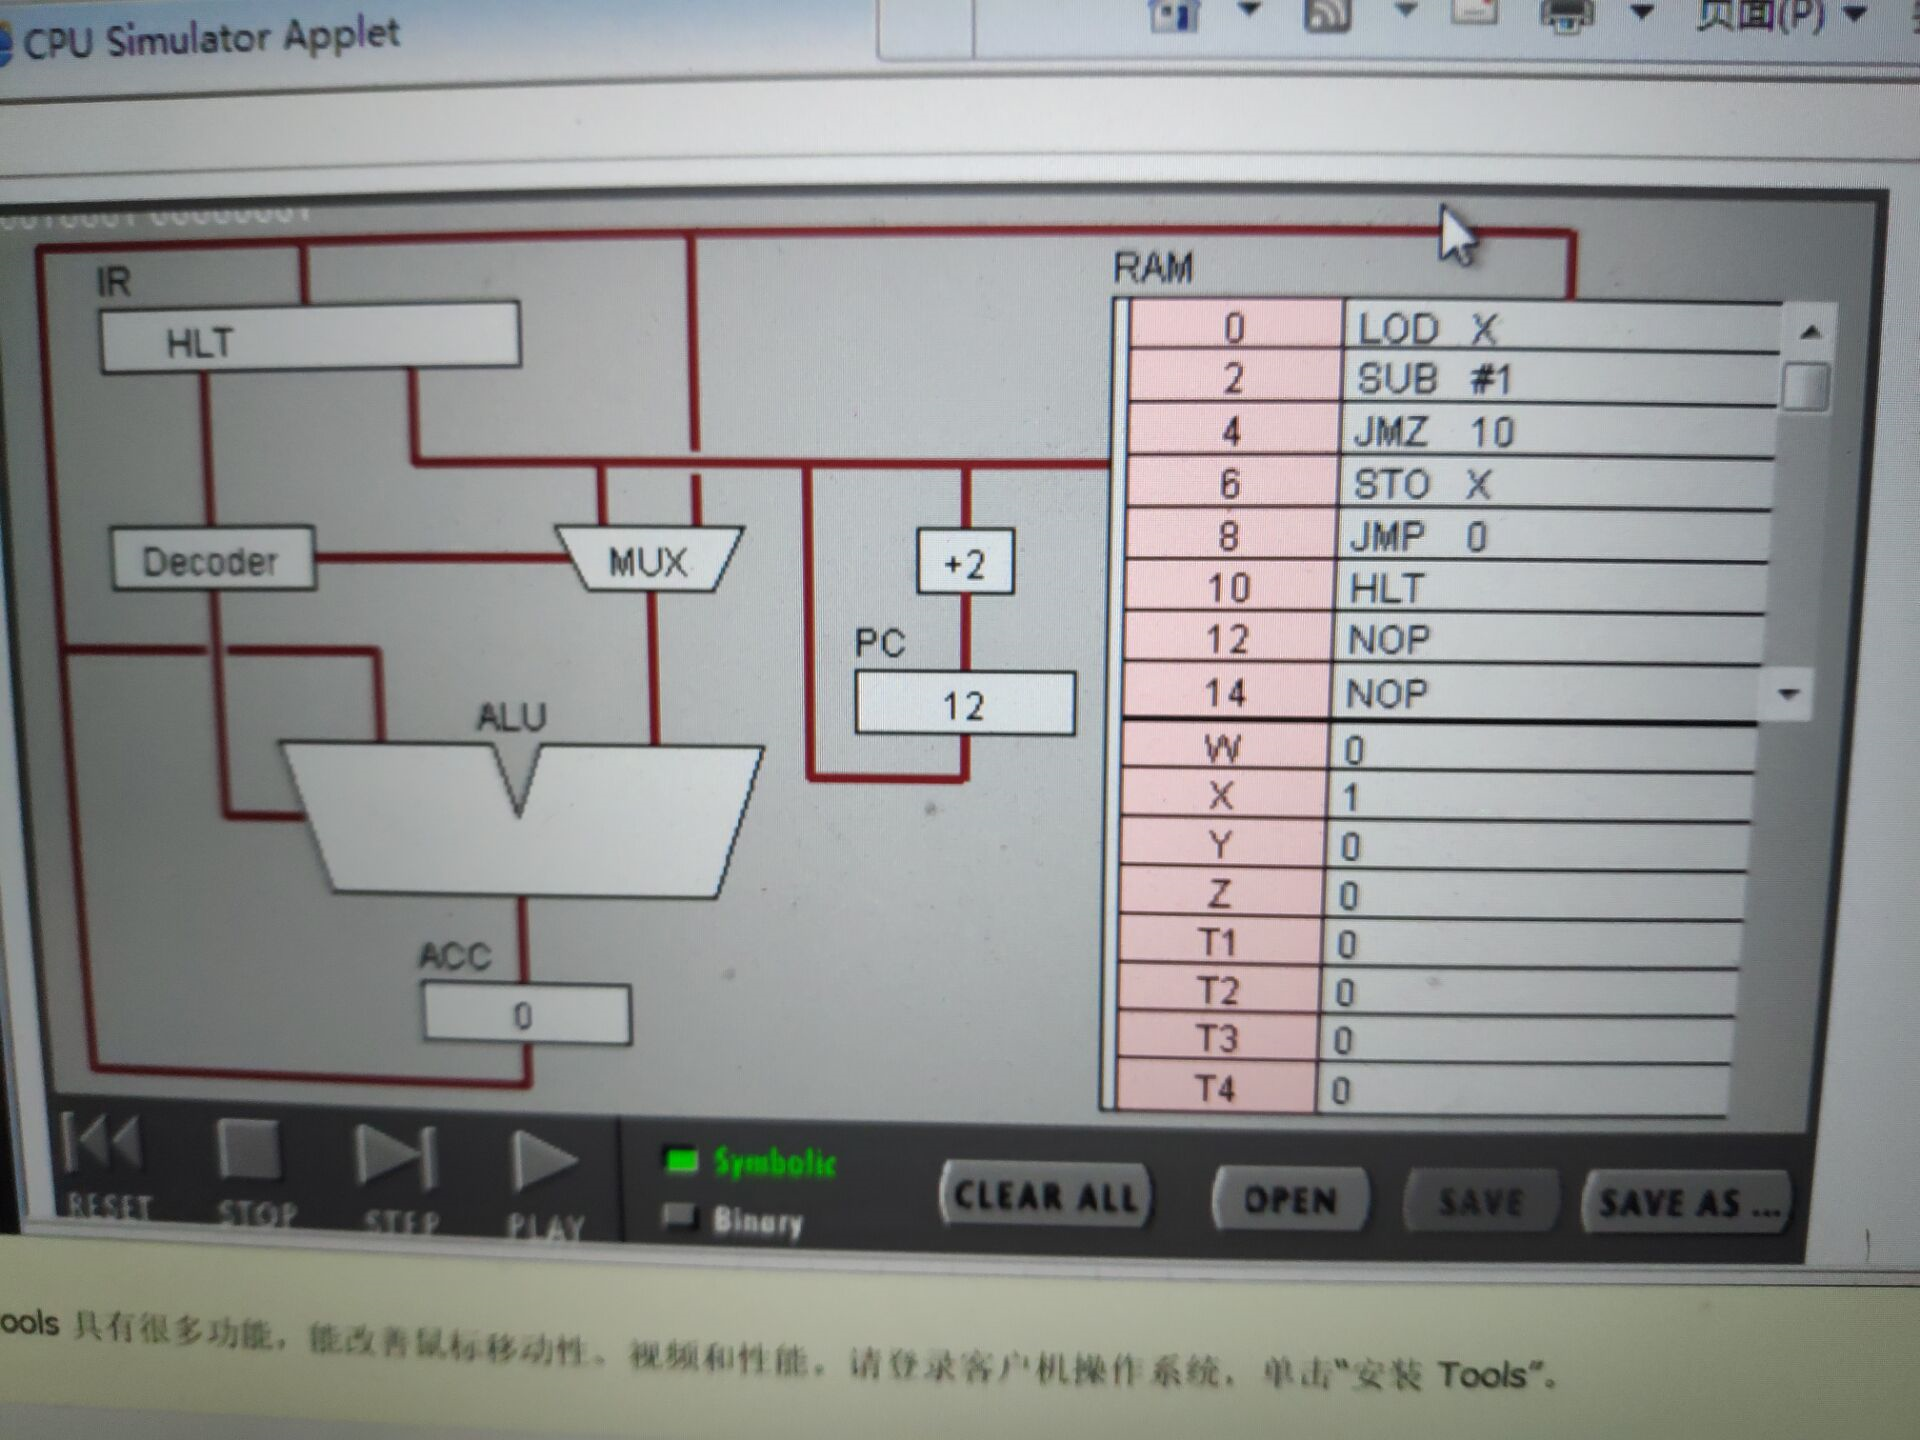 CPU Simulator Applet
页面(P)
IR
HLT
Decoder
MUX
+2
PC
12
ALU
ACC
0
RAM
0 LOD X
2 SUB #1
4 JMZ 10
6 STO X
8 JMP 0
10 HLT
12 NOP
14 NOP
W 0
X 1
Y 0
Z 0
T1 0
T2 0
T3 0
T4 0
RESET
STOP
STEP
PLAY
Symbolic
Binary
CLEAR ALL
OPEN
SAVE
SAVE AS ...
ools 具有很多功能，能改善鼠标移动性、视频和性能。请登录客户机操作系统，单击“安装 Tools”。